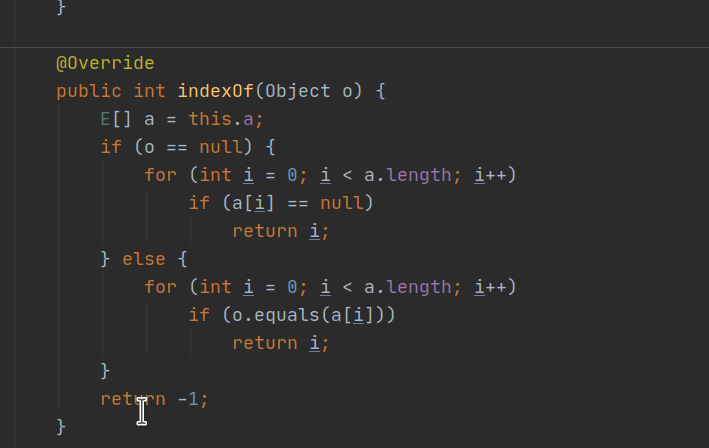 }
@Override
public int indexOf(Object o) {
E[] a = this.a;
if (o == null) {
for (int i = 0; i < a.length; i++)
if (a[i] == null)
return i;
} else {
for (int i = 0; i < a.length; i++)
if (o.equals(a[i]))
return i;
}
return -1;
}